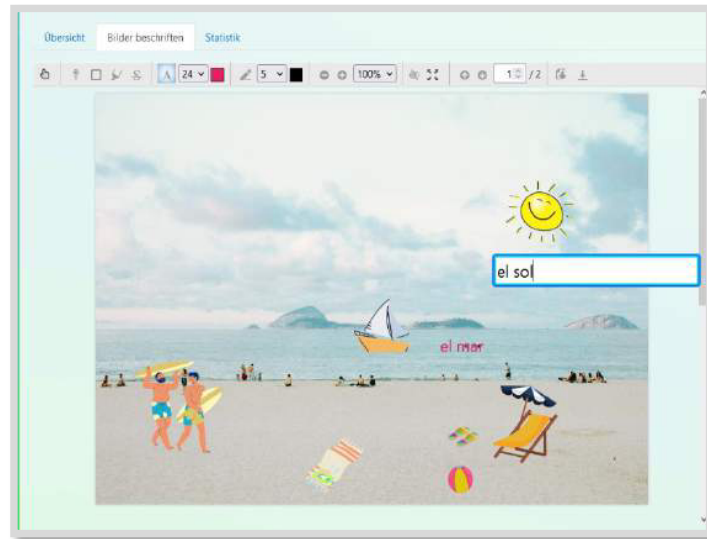 Übersicht Bilder beschriften Statistik
A 24 5 100% 1 /2
el sol
el mar